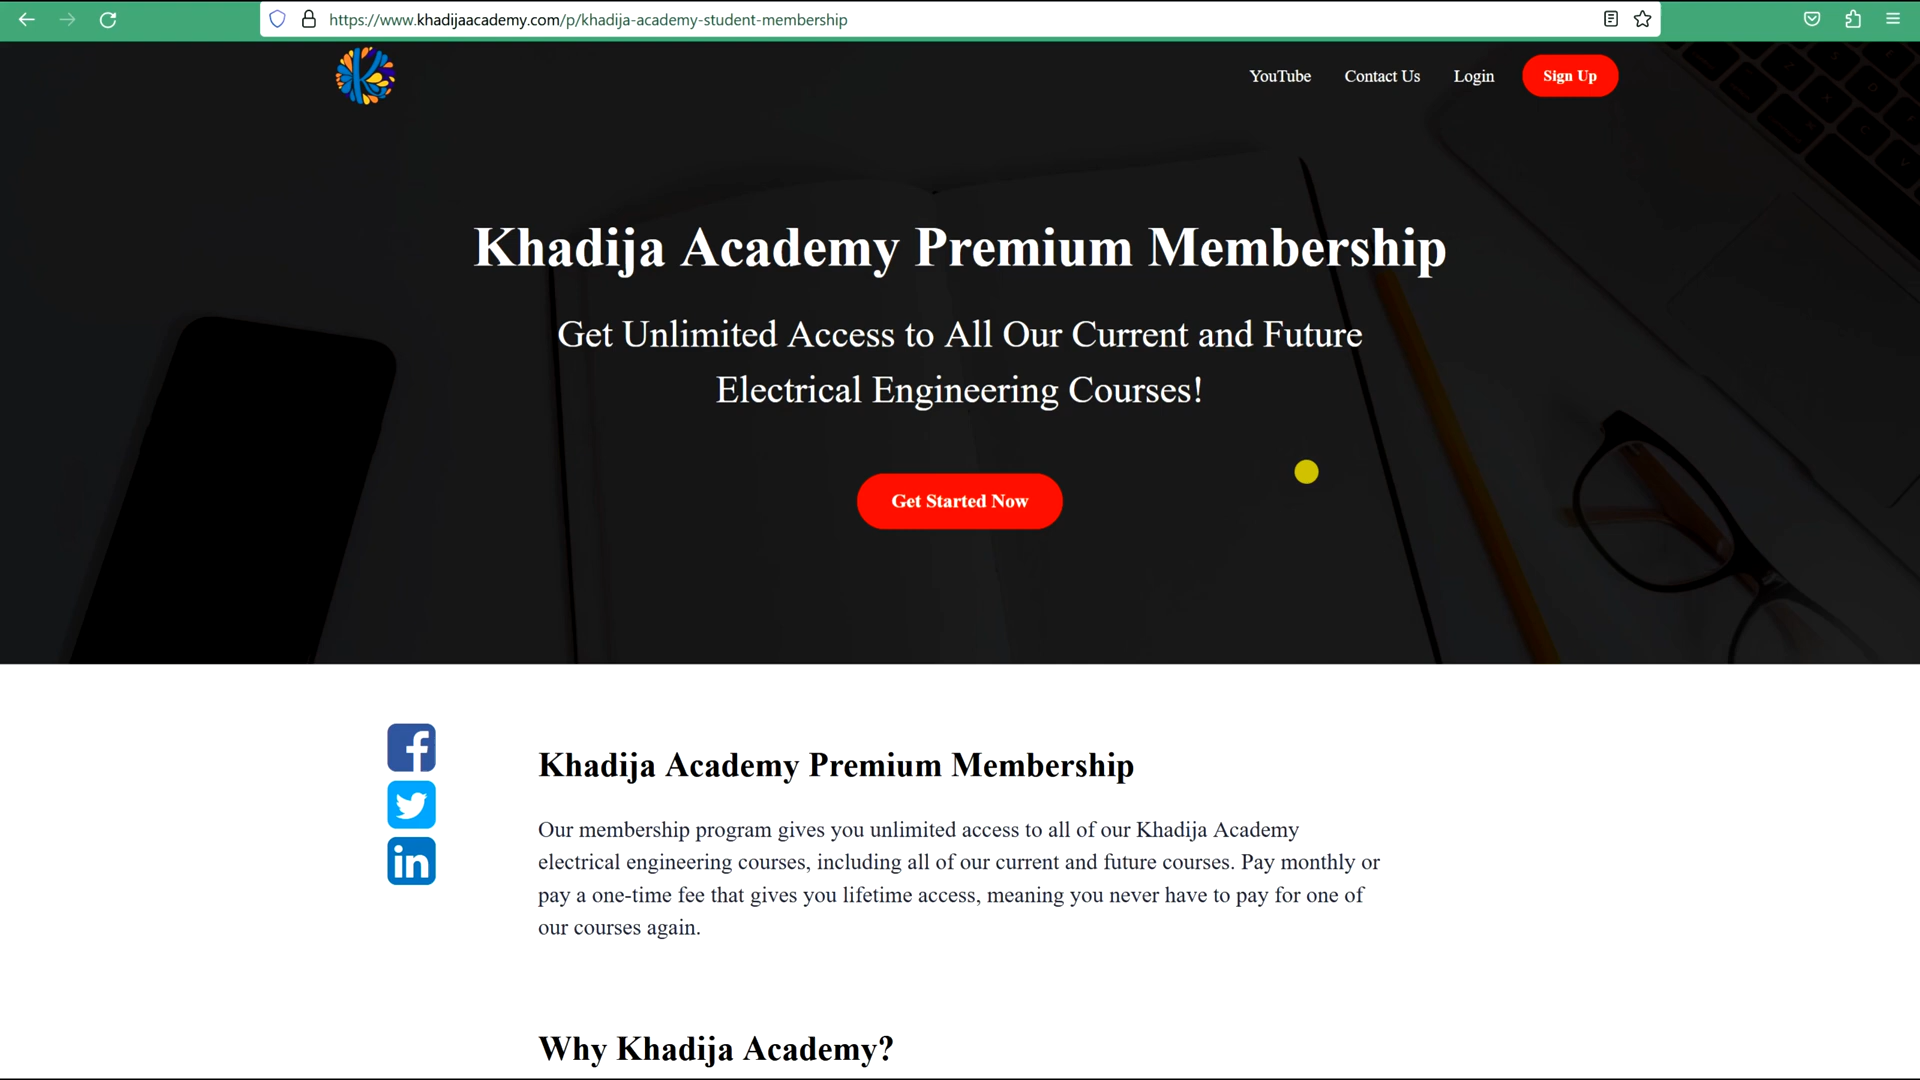 https://www.khadijaacademy.com/p/khadija-academy-student-membership
YouTube Contact Us Login Sign Up
Khadija Academy Premium Membership
Get Unlimited Access to All Our Current and Future
Electrical Engineering Courses!
Get Started Now
Khadija Academy Premium Membership
Our membership program gives you unlimited access to all of our Khadija Academy
electrical engineering courses, including all of our current and future courses. Pay monthly or
pay a one-time fee that gives you lifetime access, meaning you never have to pay for one of
our courses again.
Why Khadija Academy?